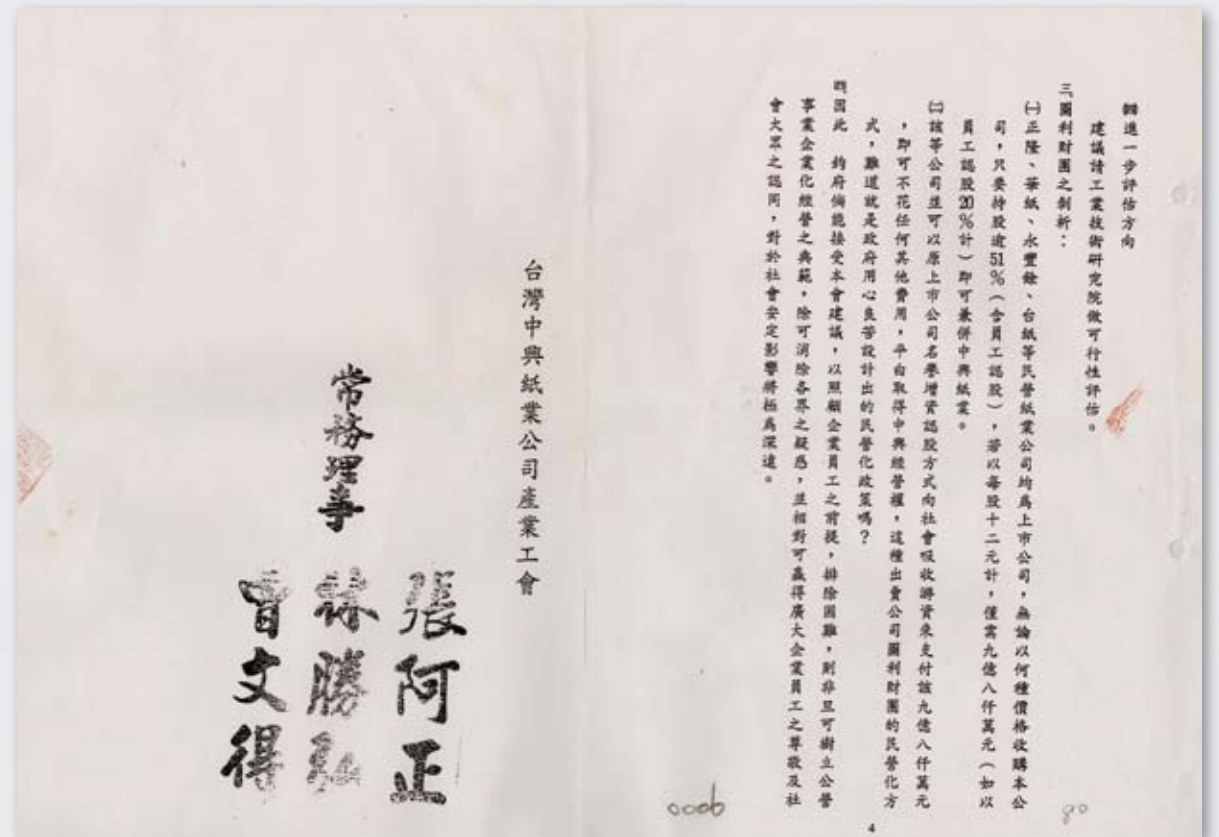 ㈣進一步評估方向
建議請工業技術研究院做可行性評估。
三、圖利財團之剖析:
㈠正隆、華紙、永豐餘、台紙等民營紙業公司均為上市公司,無論以何種價格收購本公
司,只要持股逾51%(含員工認股),若以每股十二元計,僅需九億八仟萬元(如以
員工認股20%計)即可兼併中興紙業。
㈡該等公司並可以原上市公司名譽增資認股方式向社會吸收游資來支付該九億八仟萬元
,即可不花任何其他費用,平白取得中興經營權,這種出賣公司圖利財團的民營化方
式,難道就是政府用心良苦設計出的民營化政策嗎?
四、因此 鈞府倘能接受本會建議,以照顧企業員工之前提,排除困難,則非旦可樹立公營
事業企業化經營之典範,除可消除各界之疑惑,並相對可贏得廣大企業員工之尊敬及社
會大眾之認同,對於社會安定影響將極為深遠。
台灣中興紙業公司產業工會
常務理事
張阿正
林勝弘
曾文得
4